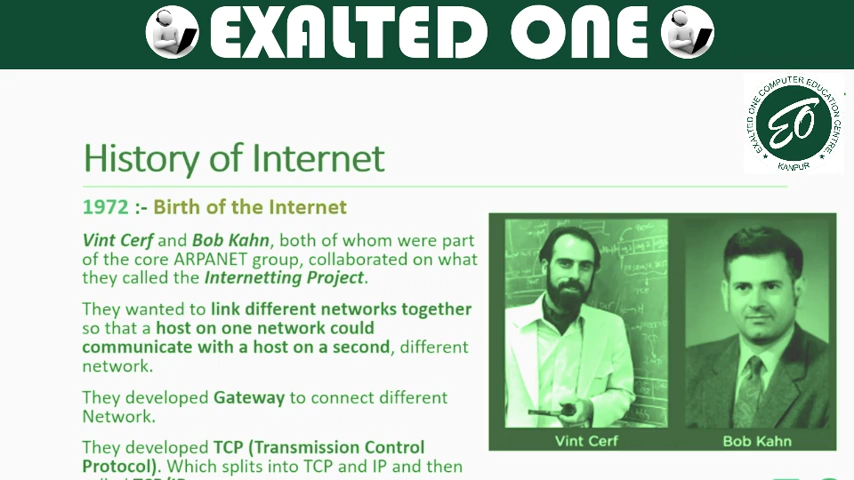 EXALTED ONE
EXALTED ONE COMPUTER EDUCATION CENTRE.
EO
KANPUR
History of Internet
1972 :- Birth of the Internet
Vint Cerf and Bob Kahn, both of whom were part
of the core ARPANET group, collaborated on what
they called the Internetting Project.
They wanted to link different networks together
so that a host on one network could
communicate with a host on a second, different
network.
They developed Gateway to connect different
Network.
They developed TCP (Transmission Control
Protocol). Which splits into TCP and IP and then
Vint Cerf
Bob Kahn